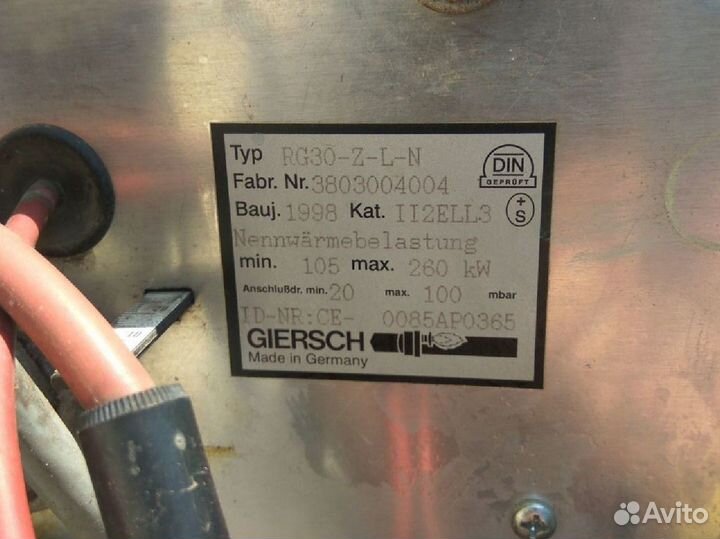 Typ RG30-Z-L-N
DIN
GEPRÜFT
Fabr. Nr. 3803004004
Bauj. 1998 Kat. II2ELL3
+
S
Nennwärmebelastung
min. 105 max. 260 kW
Anschlußdr. min. 20 max. 100 mbar
ID-NR:CE- 0085AP0365
GIERSCH
Made in Germany
Avito